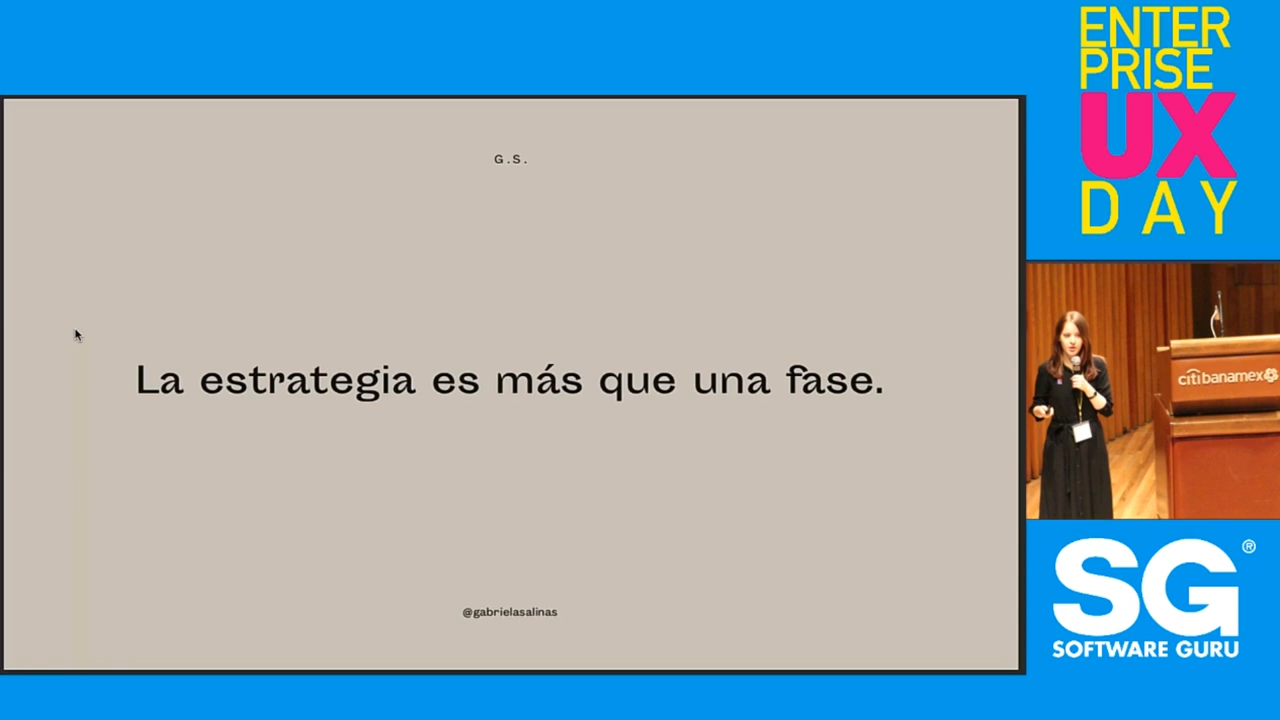 G.S.
La estrategia es más que una fase.
@gabrielasalinas
ENTER
PRISE
UX
DAY
citibanamex
SG®
SOFTWARE GURU